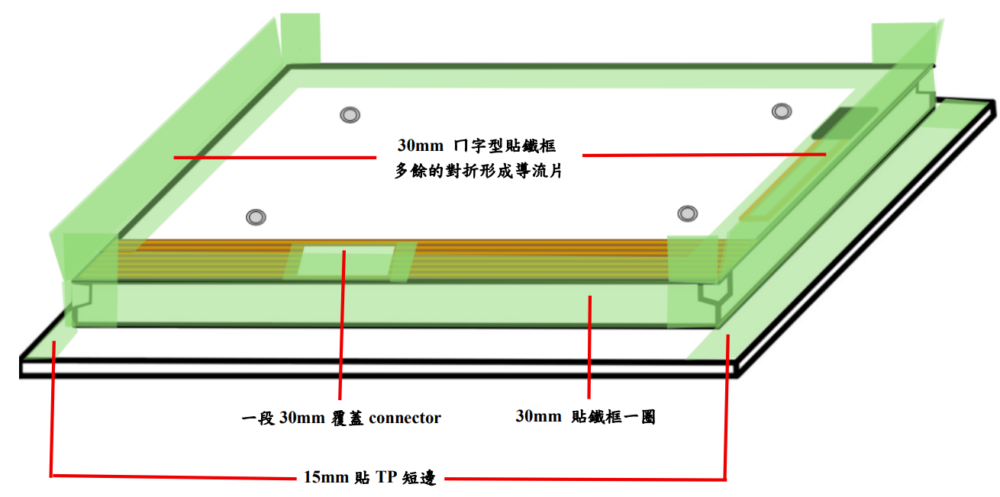 30mm ㄇ字型貼鐵框
多餘的對折形成導流片
一段 30mm 覆蓋 connector
30mm 貼鐵框一圈
15mm 貼 TP 短邊